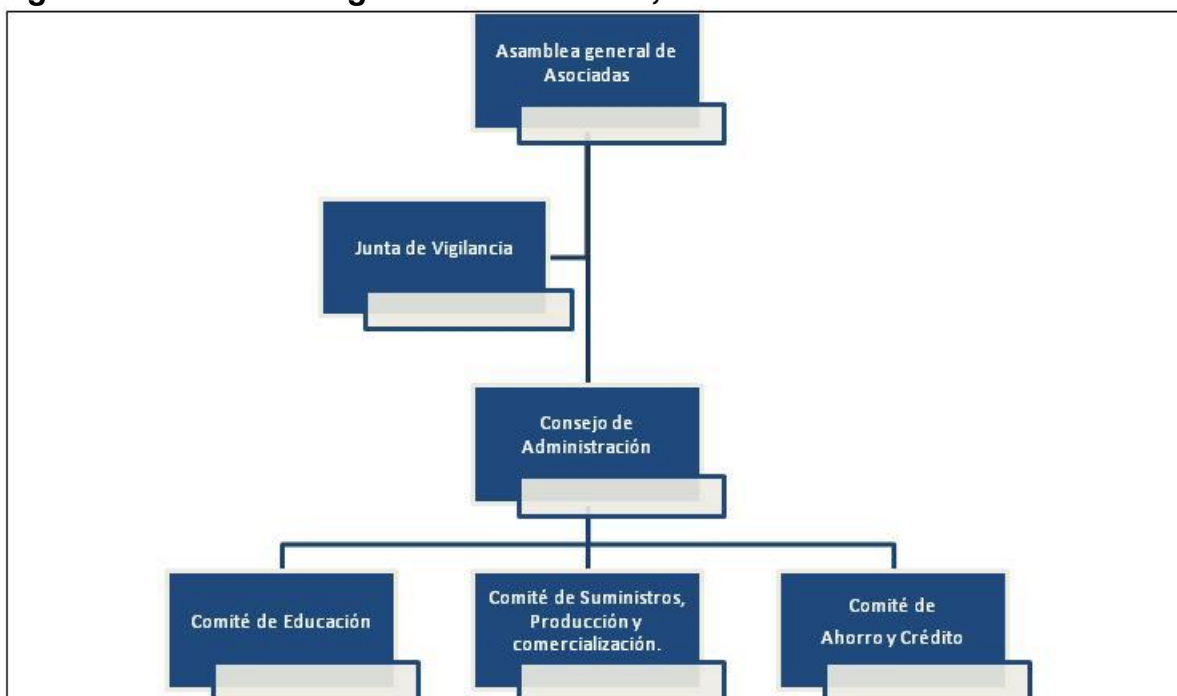 Asamblea general de
Asociadas
Junta de Vigilancia
Consejo de
Administración
Comité de Educación
Comité de Suministros,
Producción y
comercialización.
Comité de
Ahorro y Crédito